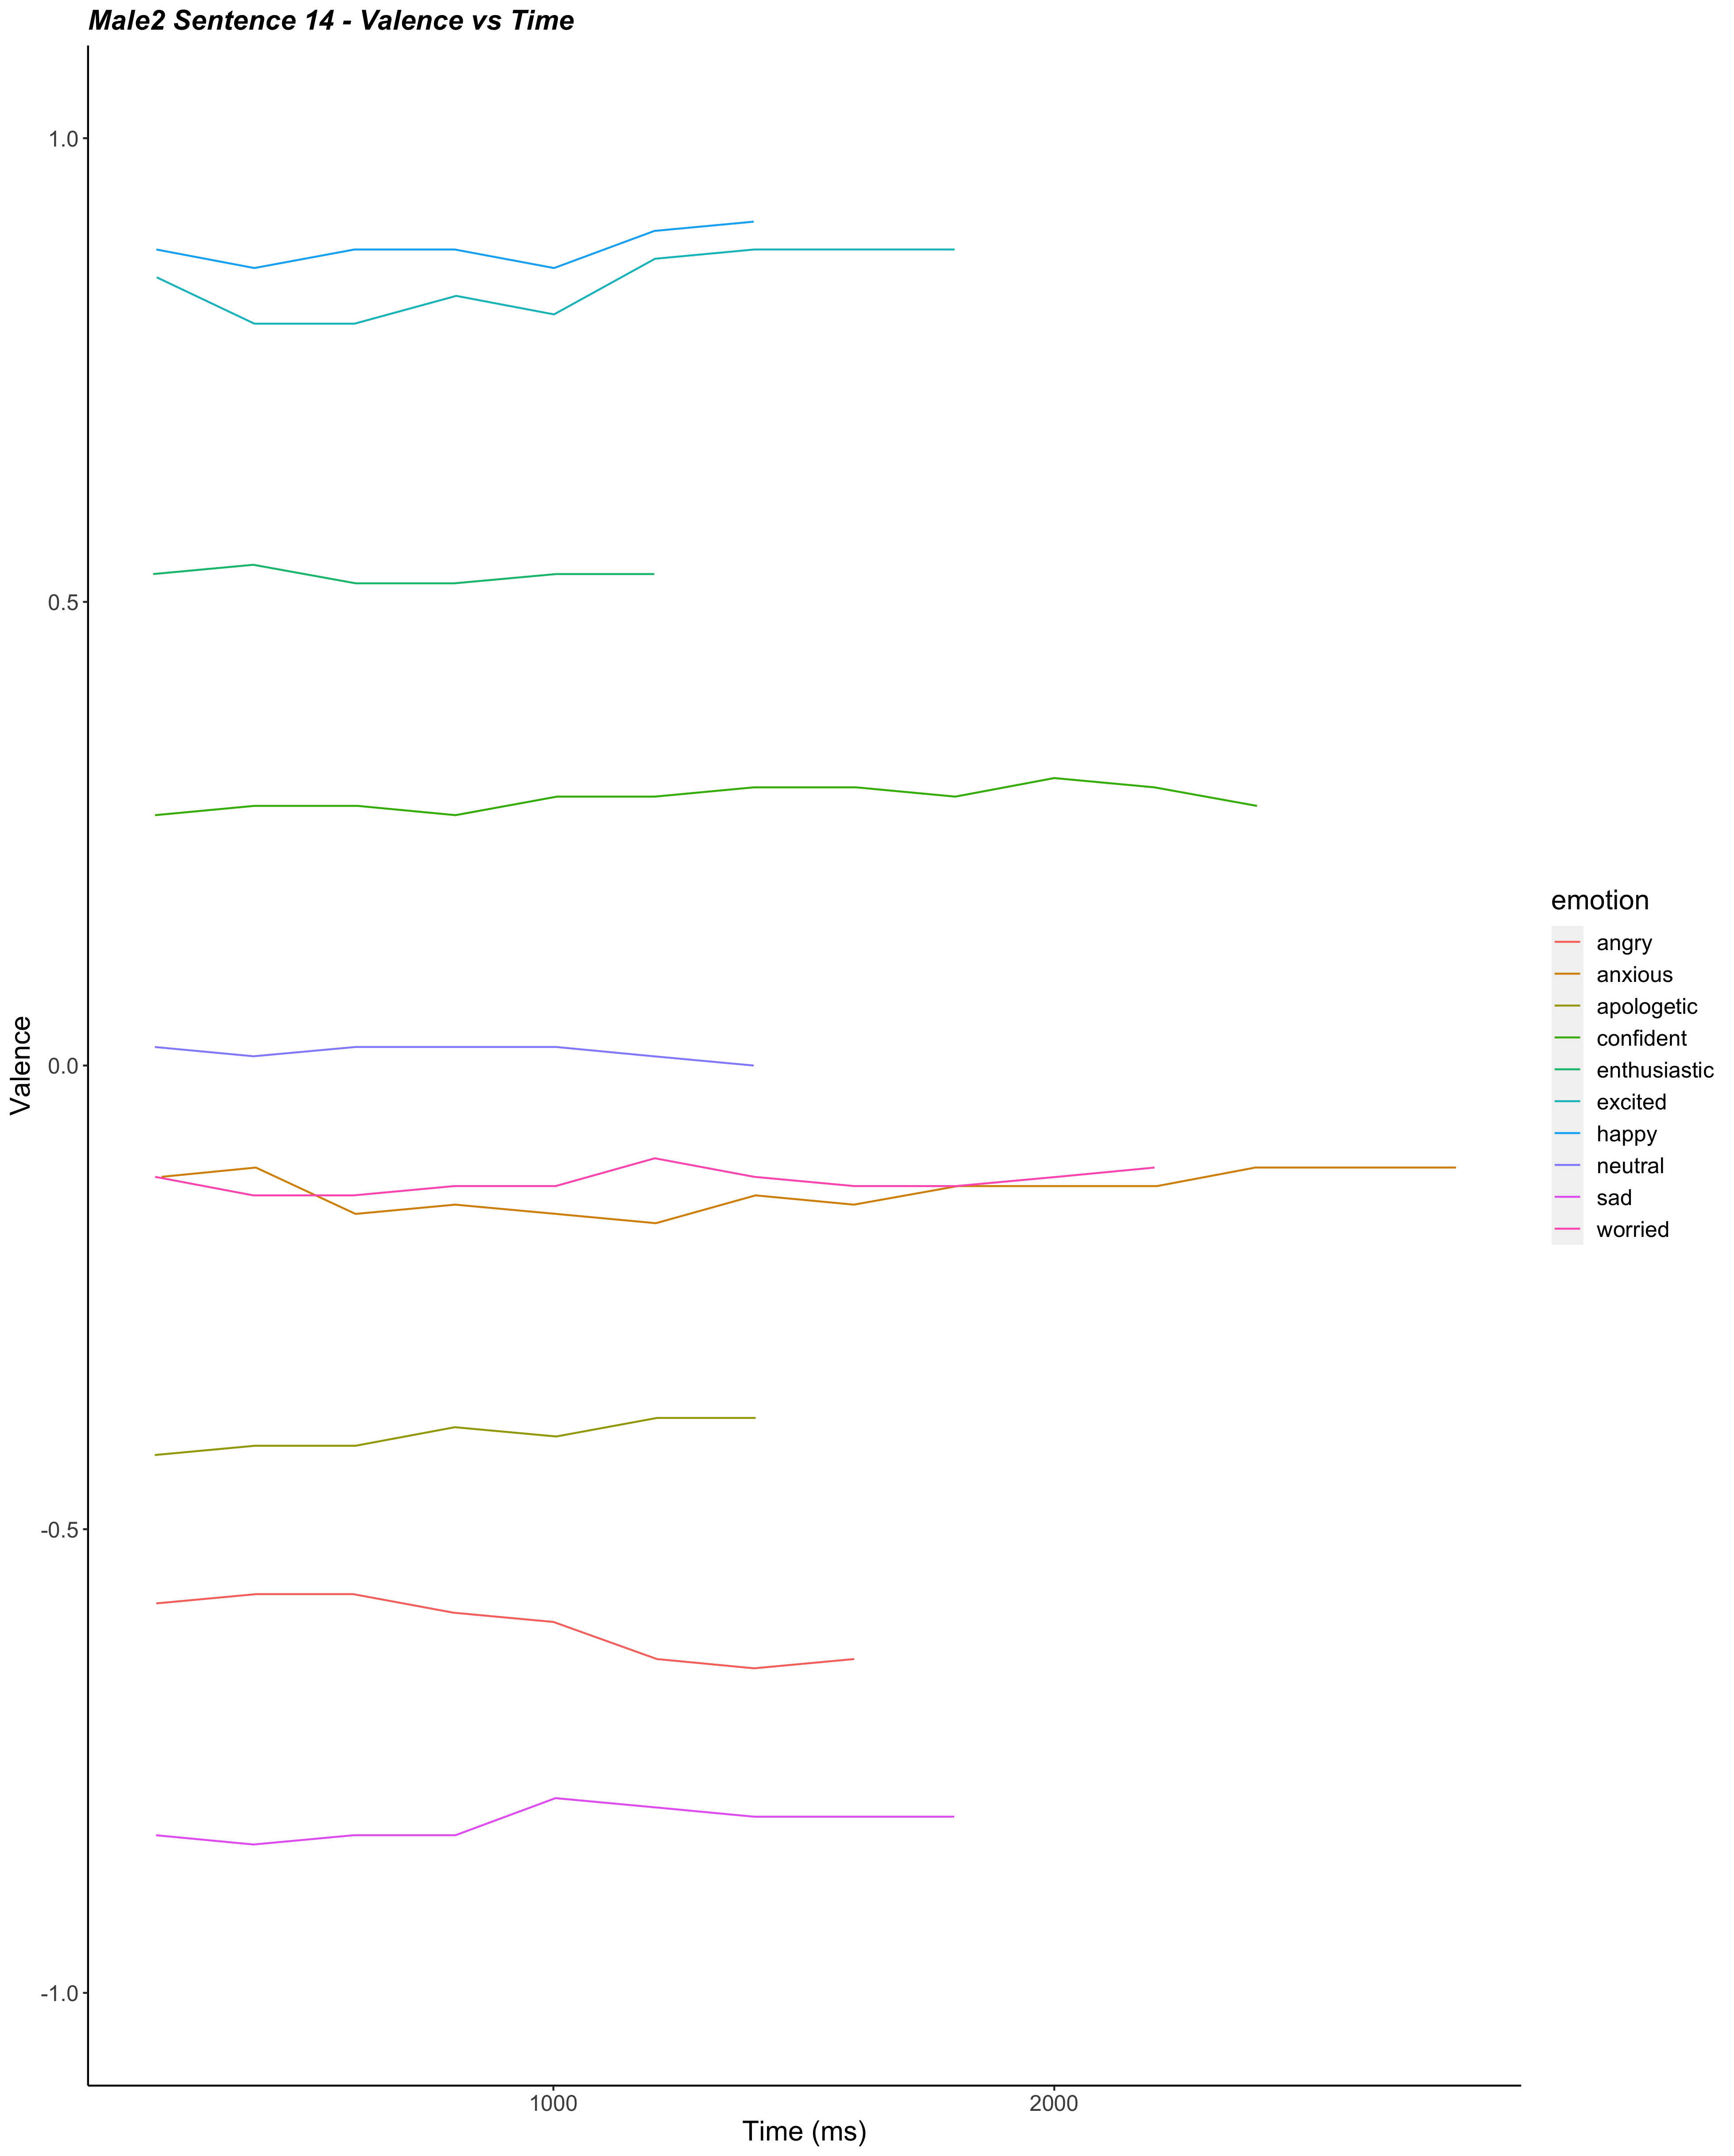 Male2 Sentence 14 - Valence vs Time
1.0
0.5
0.0
-0.5
-1.0
Valence
1000
2000
Time (ms)
emotion
angry
anxious
apologetic
confident
enthusiastic
excited
happy
neutral
sad
worried